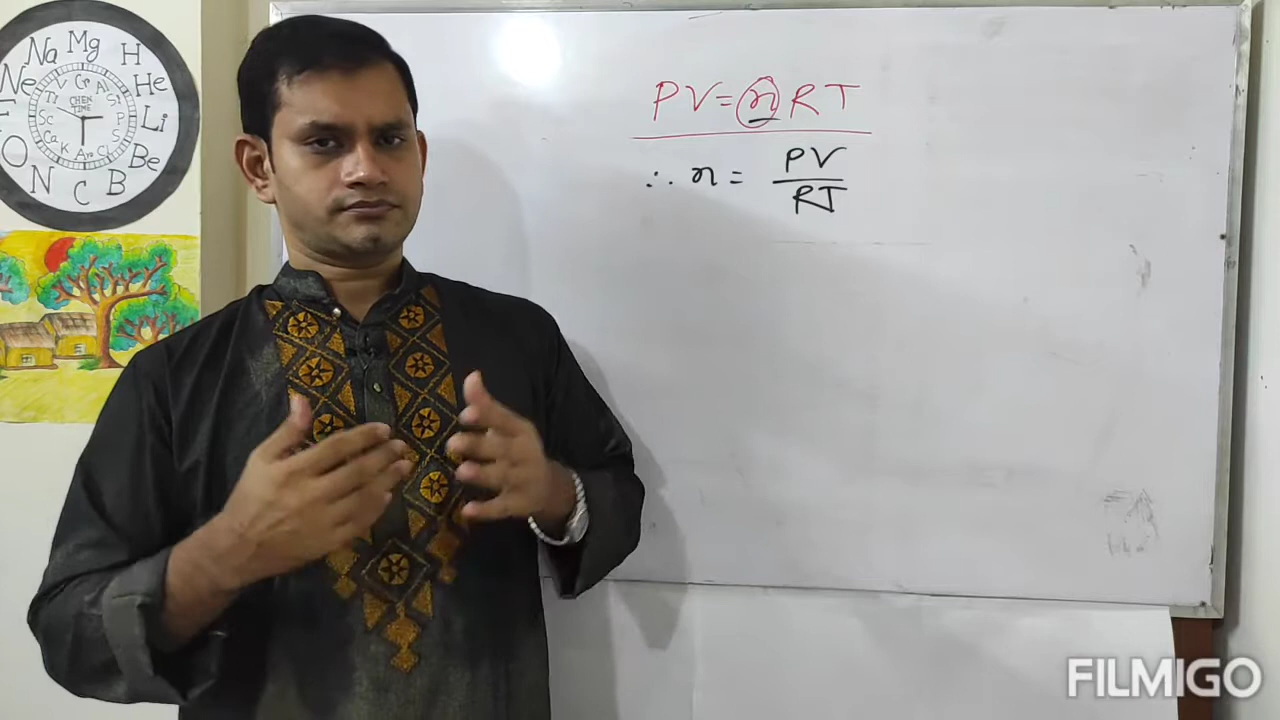 PV=nRT
∴ n = PV
RT
Na Mg H
Ne He
Li
O Be
N C B
CHEN
TIME
FILMIGO